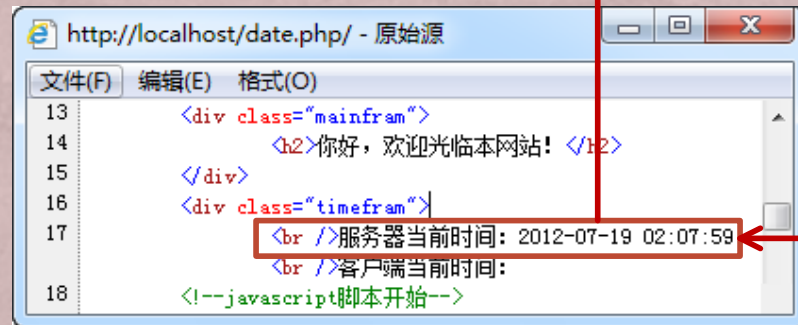 http://localhost/date.php/ - 原始源
文件(F) 编辑(E) 格式(O)
13 <div class="mainfram">
14 <h2>你好，欢迎光临本网站! </h2>
15 </div>
16 <div class="timefram">
17 <br />服务器当前时间: 2012-07-19 02:07:59
<br />客户端当前时间:
18 <!--javascript脚本开始-->